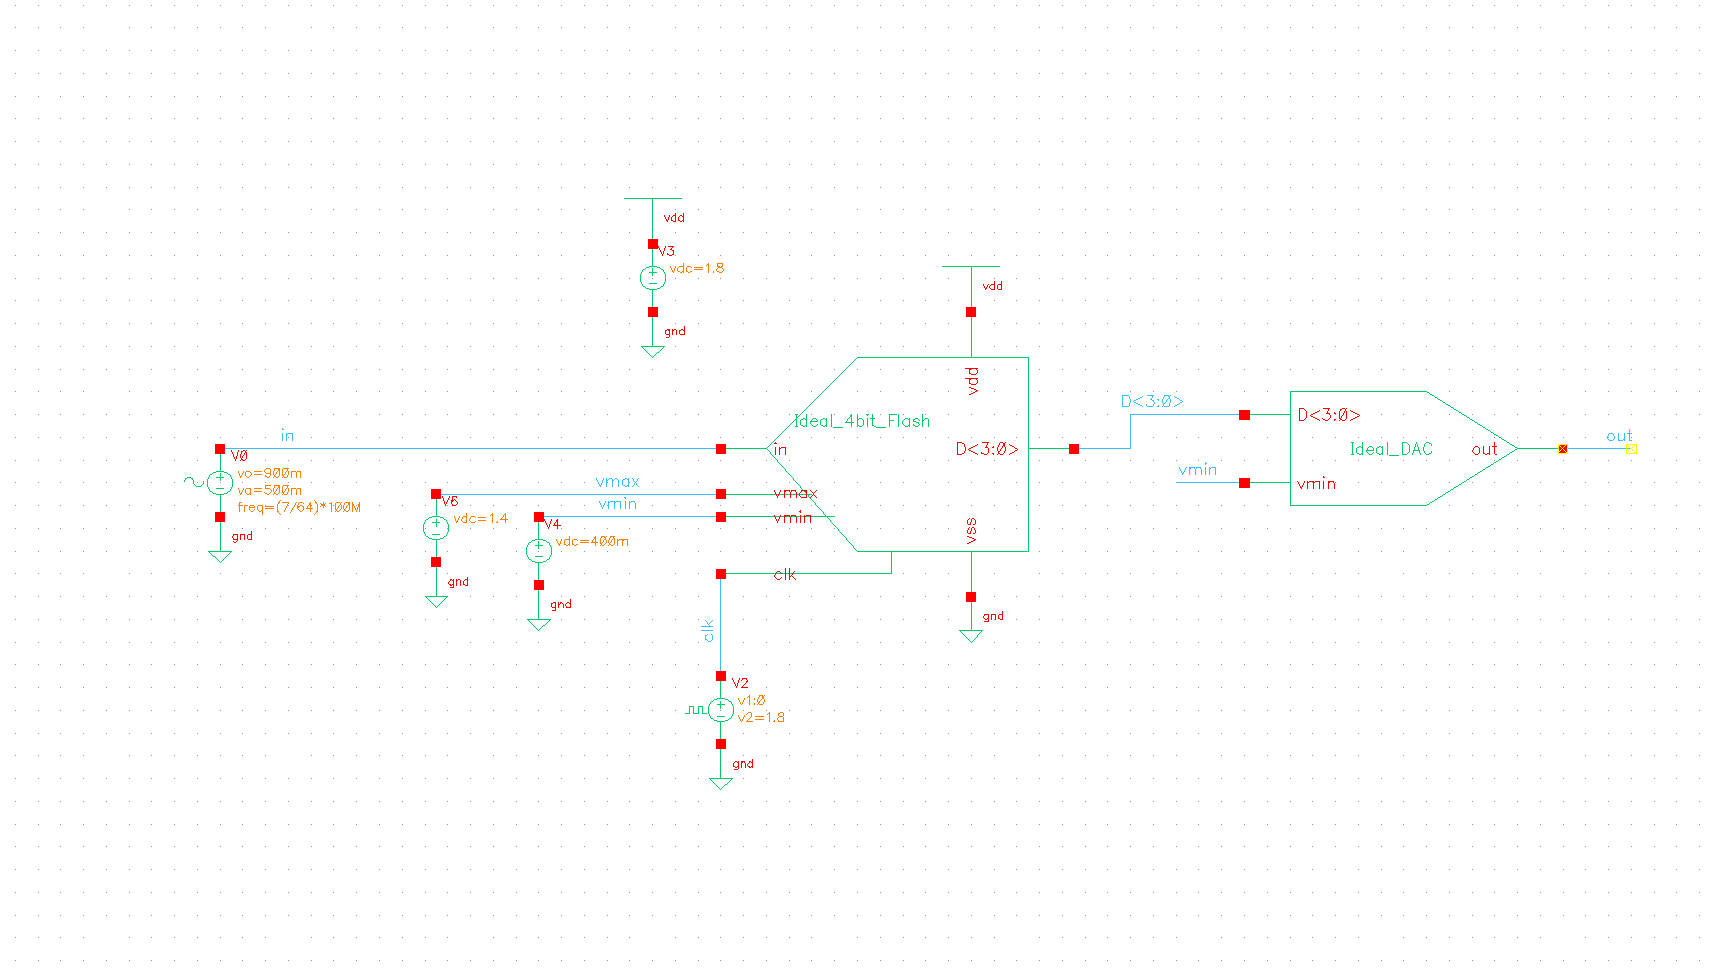 vdd
V3
vdc=1.8
gnd
vdd
vdd
Ideal_4bit_Flash
in
D<3:0>
vmax
vmin
vss
clk
gnd
in
V0
vo=900m
va=500m
freq=(7/64)*100M
gnd
vmax
V6
vdc=1.4
gnd
vmin
V4
vdc=400m
gnd
clk
V2
v1:0
v2=1.8
gnd
D<3:0>
D<3:0>
Ideal_DAC
out
vmin
vmin
out